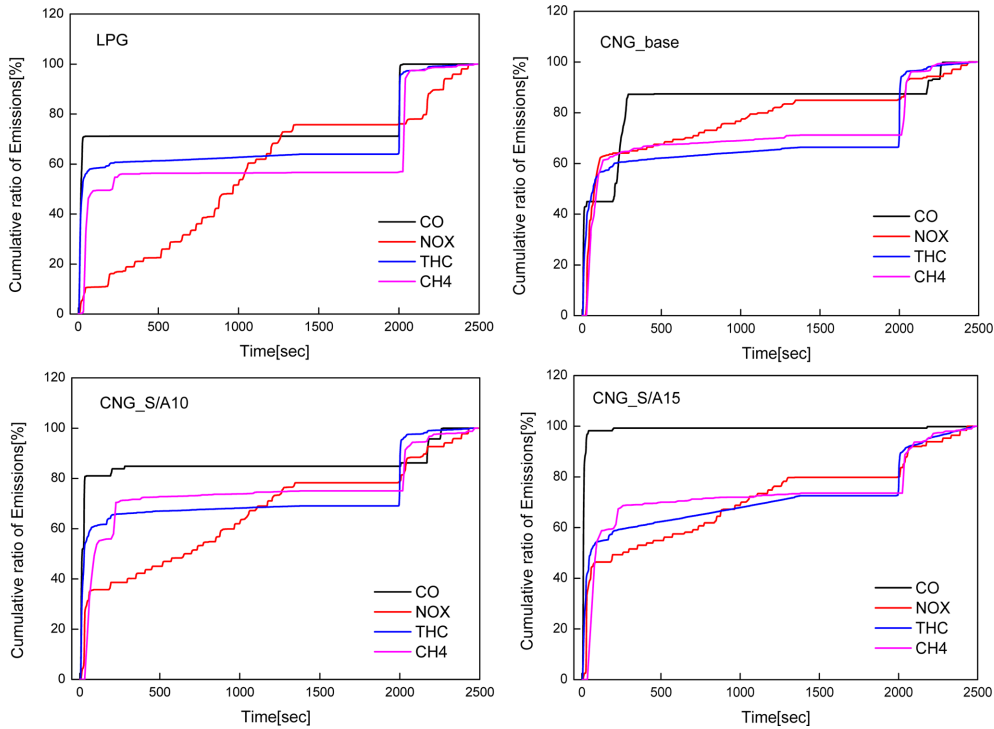 LPG
Cumulative ratio of Emissions[%]
120
100
80
60
40
20
0
CO
NOX
THC
CH4
0 500 1000 1500 2000 2500
Time[sec]
CNG_base
Cumulative ratio of Emissions[%]
120
100
80
60
40
20
0
CO
NOX
THC
CH4
0 500 1000 1500 2000 2500
Time[sec]
CNG_S/A10
Cumulative ratio of Emissions[%]
120
100
80
60
40
20
0
CO
NOX
THC
CH4
0 500 1000 1500 2000 2500
Time[sec]
CNG_S/A15
Cumulative ratio of Emissions[%]
120
100
80
60
40
20
0
CO
NOX
THC
CH4
0 500 1000 1500 2000 2500
Time[sec]